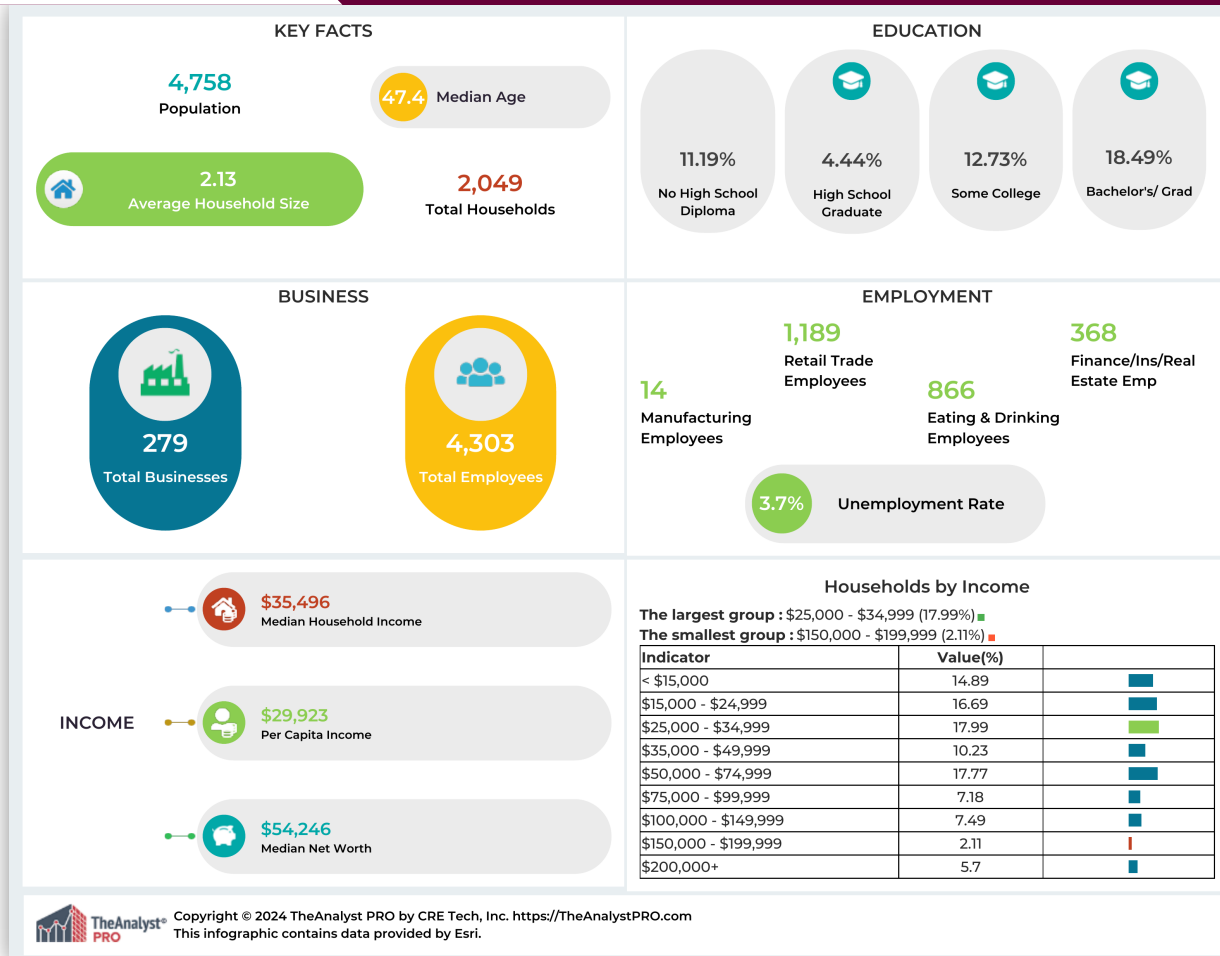 KEY FACTS
4,758
Population
47.4 Median Age
2.13
Average Household Size
2,049
Total Households
EDUCATION
11.19%
No High School
Diploma
4.44%
High School
Graduate
12.73%
Some College
18.49%
Bachelor's/ Grad
BUSINESS
279
Total Businesses
4,303
Total Employees
EMPLOYMENT
14
Manufacturing
Employees
1,189
Retail Trade
Employees
866
Eating & Drinking
Employees
368
Finance/Ins/Real
Estate Emp
3.7% Unemployment Rate
INCOME
$35,496
Median Household Income
$29,923
Per Capita Income
$54,246
Median Net Worth
Households by Income
The largest group : $25,000 - $34,999 (17.99%)
The smallest group : $150,000 - $199,999 (2.11%)
Indicator Value(%)
< $15,000 14.89
$15,000 - $24,999 16.69
$25,000 - $34,999 17.99
$35,000 - $49,999 10.23
$50,000 - $74,999 17.77
$75,000 - $99,999 7.18
$100,000 - $149,999 7.49
$150,000 - $199,999 2.11
$200,000+ 5.7
TheAnalyst®
PRO
Copyright © 2024 TheAnalyst PRO by CRE Tech, Inc. https://TheAnalystPRO.com
This infographic contains data provided by Esri.